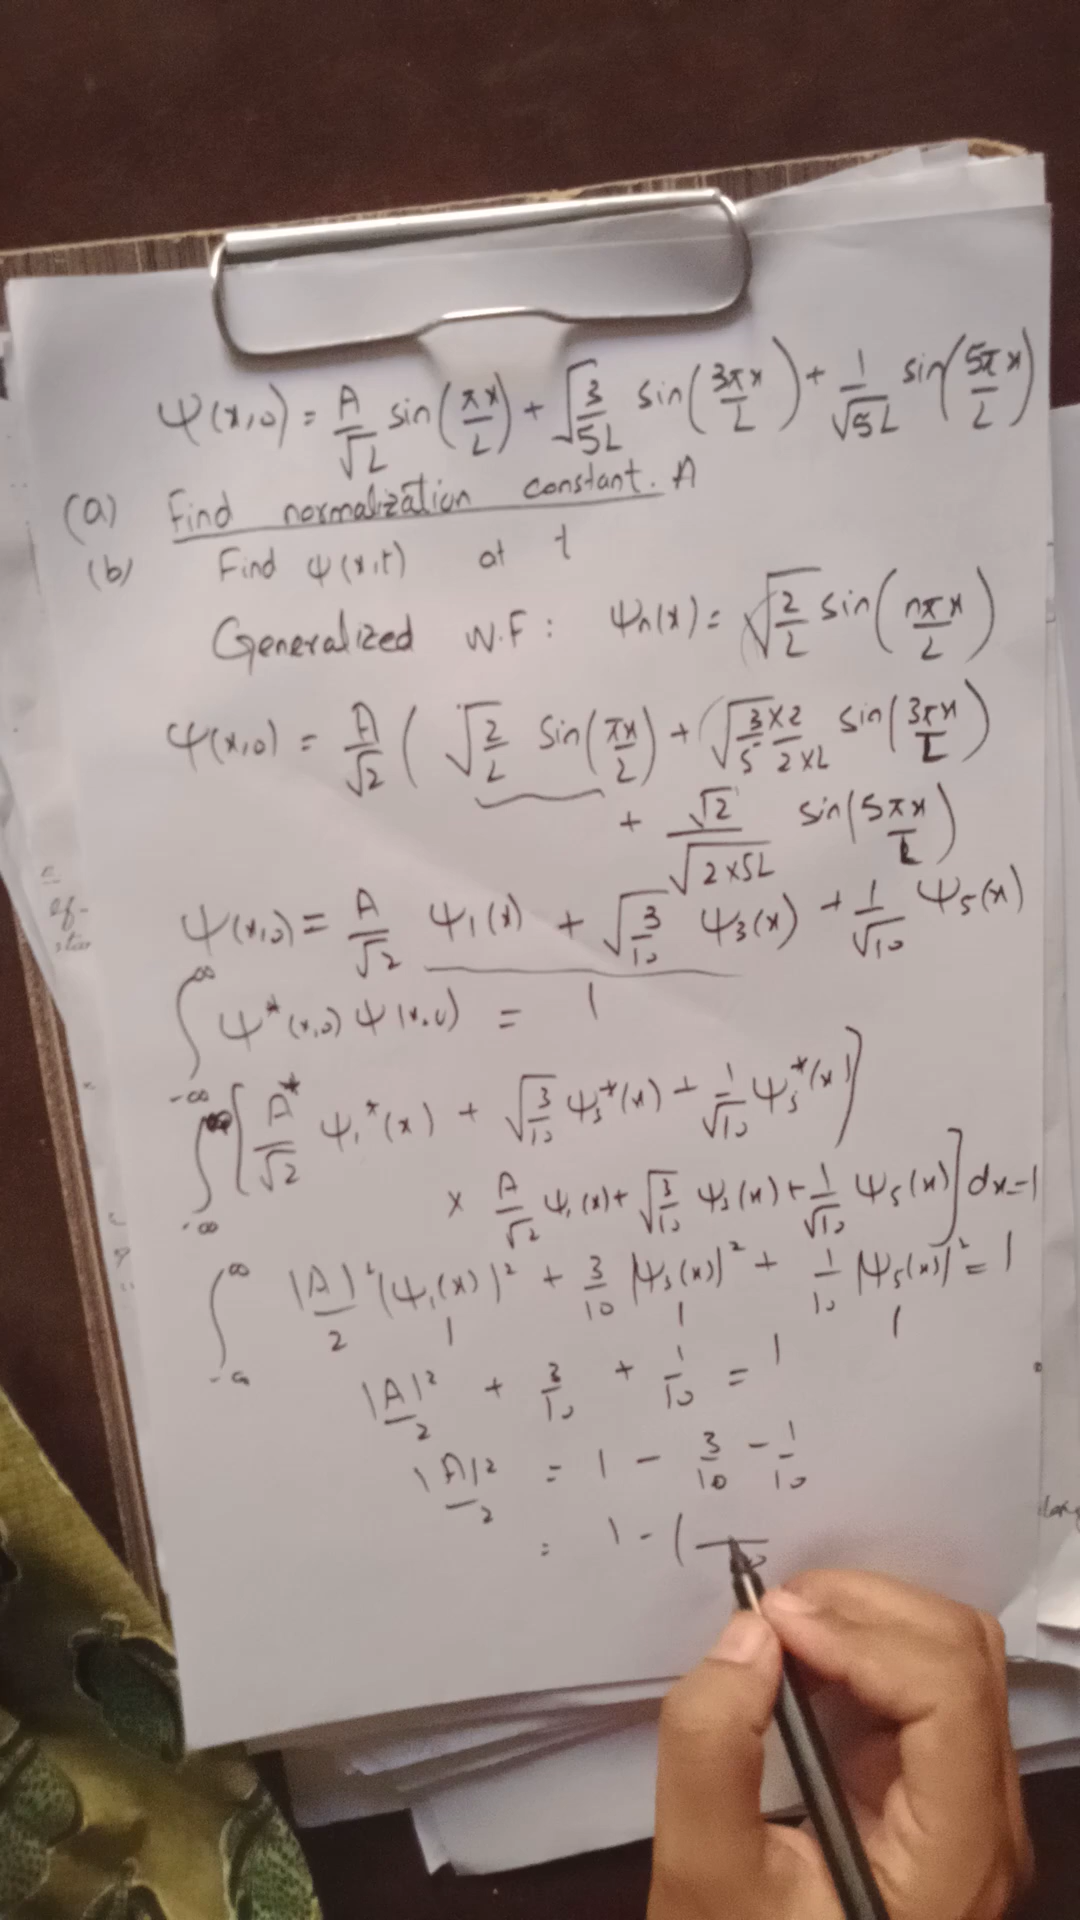 ψ(x,0) = A/√L sin(πx/L) + √(3/5L) sin(3πx/L) + 1/√5L sin(5πx/L)
(a) Find normalization constant. A
(b) Find ψ(x,t) at t
Generalized W.F : ψn(x) = √(2/L) sin(nπx/L)
ψ(x,0) = A/√2 ( √(2/L) sin(πx/L) + (√(3/5 × 2/2×L) sin(3πx/L)
+ √2/√(2×5L) sin(5πx/L)
ψ(x,0) = A/√2 ψ1(x) + √(3/10) ψ3(x) + 1/√10 ψ5(x)
∫_{-∞}^{∞} ψ*(x,0) ψ(x,0) = 1
∫_{-∞}^{∞} [A*/√2 ψ1*(x) + √(3/10) ψ3*(x) + 1/√10 ψ5*(x)]
× A/√2 ψ1(x) + √(3/10) ψ3(x) + 1/√10 ψ5(x)] dx = 1
∫_{-∞}^{∞} |A|²/2 |ψ1(x)|² + 3/10 |ψ3(x)|² + 1/10 |ψ5(x)|² = 1
1 1 1
|A|²/2 + 3/10 + 1/10 = 1
|A|²/2 = 1 - 3/10 - 1/10
= 1 - (